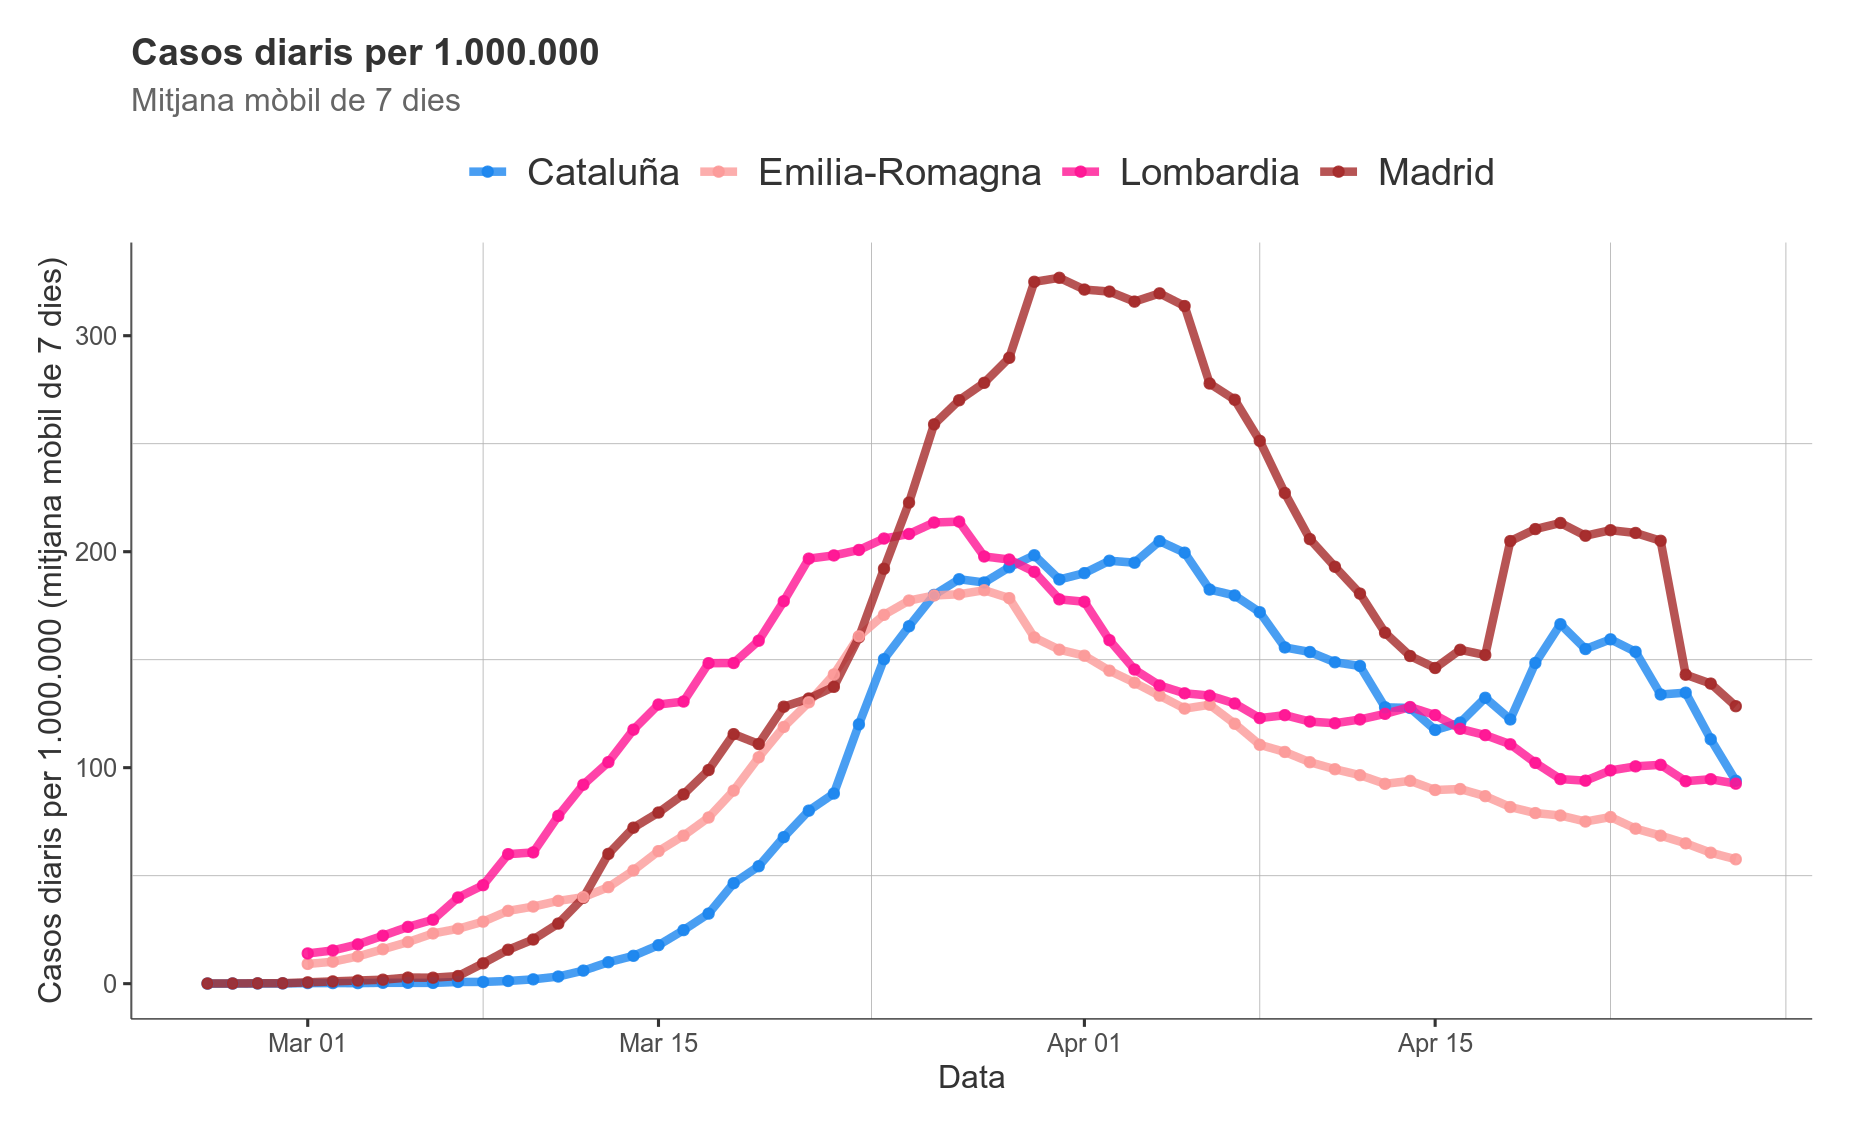 Casos diaris per 1.000.000
Mitjana mòbil de 7 dies
Cataluña Emilia-Romagna Lombardia Madrid
Casos diaris per 1.000.000 (mitjana mòbil de 7 dies)
300
200
100
0
Mar 01 Mar 15 Apr 01 Apr 15
Data